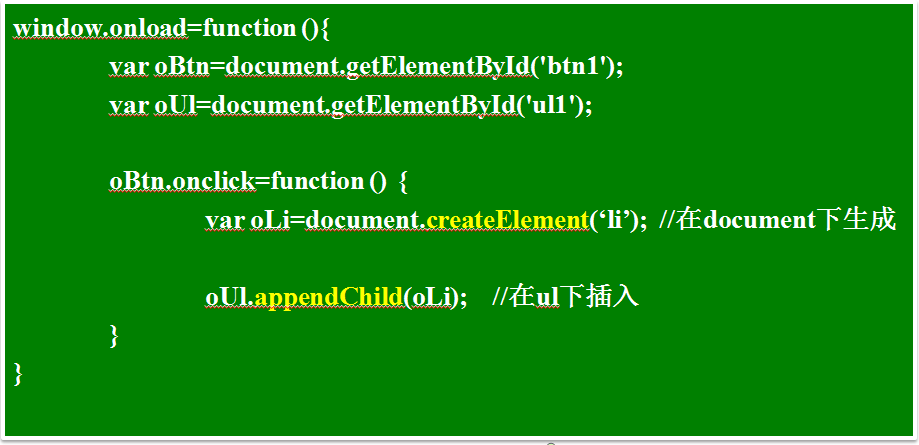 window.onload=function (){
var oBtn=document.getElementById('btn1');
var oUl=document.getElementById('ul1');
oBtn.onclick=function () {
var oLi=document.createElement(‘li’); //在document下生成
oUl.appendChild(oLi); //在ul下插入
}
}